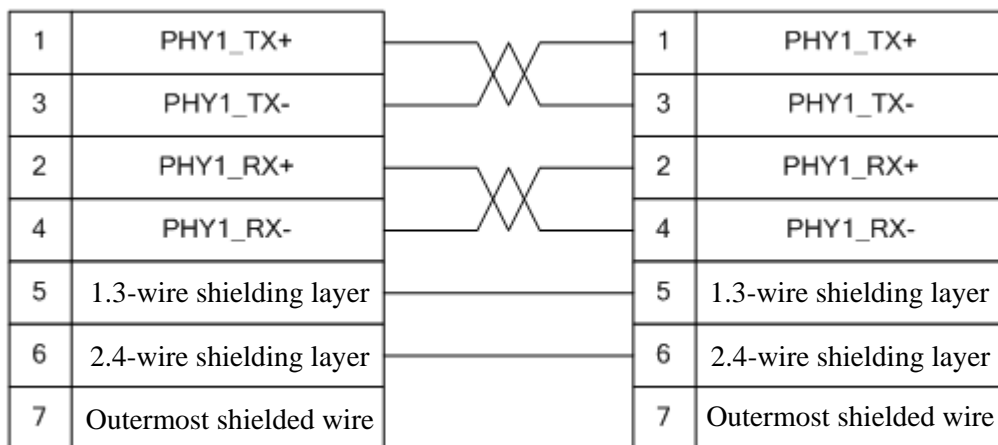 1 PHY1_TX+ 1 PHY1_TX+
3 PHY1_TX- 3 PHY1_TX-
2 PHY1_RX+ 2 PHY1_RX+
4 PHY1_RX- 4 PHY1_RX-
5 1.3-wire shielding layer 5 1.3-wire shielding layer
6 2.4-wire shielding layer 6 2.4-wire shielding layer
7 Outermost shielded wire 7 Outermost shielded wire